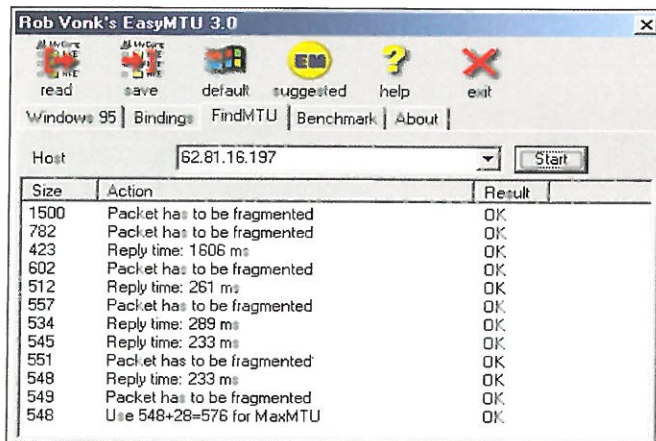 Rob Vonk's EasyMTU 3.0
read save default suggested help exit
EM ?
Windows 95 Bindings FindMTU Benchmark About
Host 62.81.16.197 Start
Size Action Result
1500 Packet has to be fragmented OK
782 Packet has to be fragmented OK
423 Reply time: 1606 ms OK
602 Packet has to be fragmented OK
512 Reply time: 261 ms OK
557 Packet has to be fragmented OK
534 Reply time: 289 ms OK
545 Reply time: 233 ms OK
551 Packet has to be fragmented OK
548 Reply time: 233 ms OK
549 Packet has to be fragmented OK
548 Use 548+28=576 for MaxMTU OK